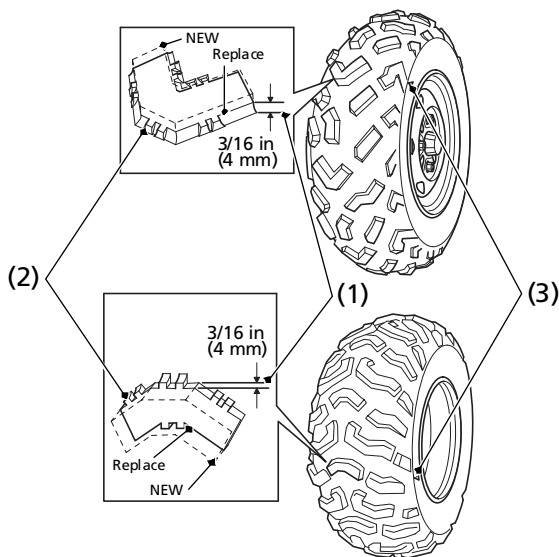 NEW
Replace
3/16 in
(4 mm)
(2)
(1)
(3)
3/16 in
(4 mm)
Replace
NEW